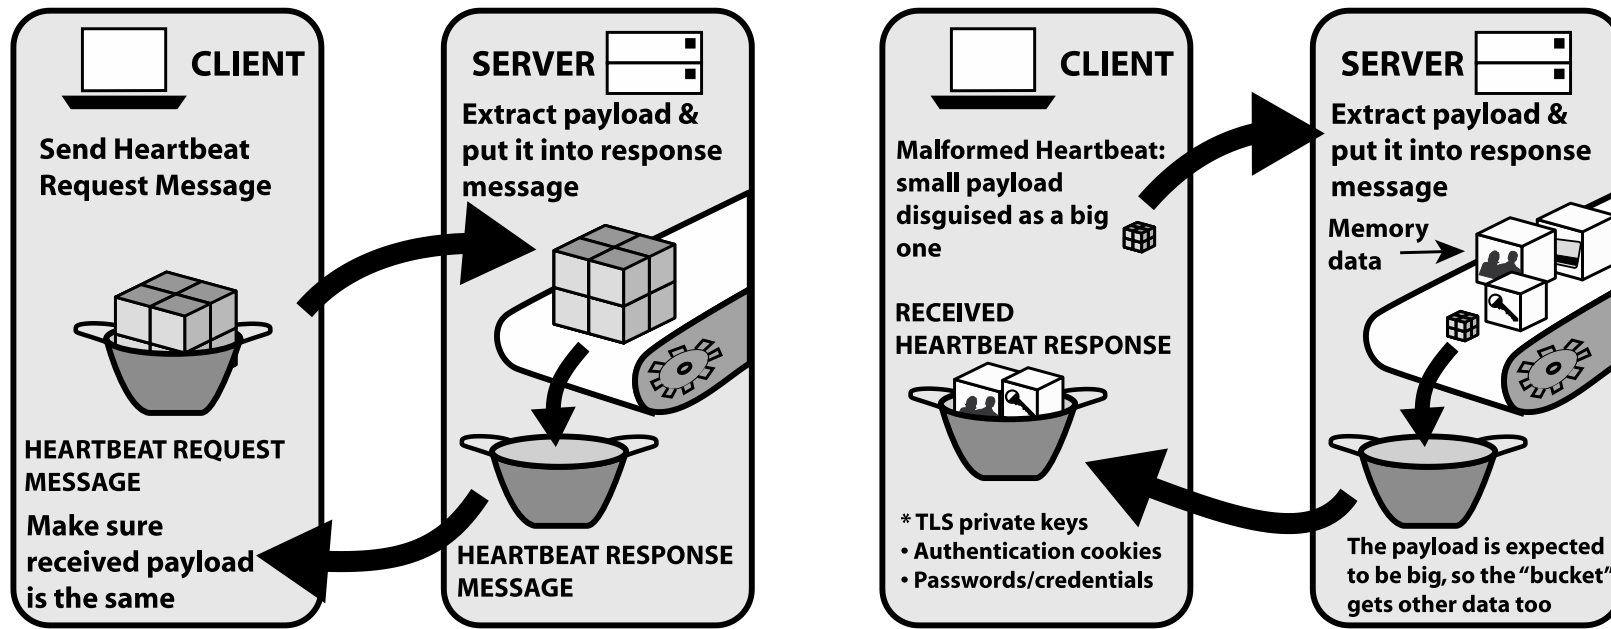 CLIENT
Send Heartbeat
Request Message
HEARTBEAT REQUEST
MESSAGE
Make sure
received payload
is the same
SERVER
Extract payload &
put it into response
message
HEARTBEAT RESPONSE
MESSAGE
CLIENT
Malformed Heartbeat:
small payload
disguised as a big
one
RECEIVED
HEARTBEAT RESPONSE
* TLS private keys
• Authentication cookies
• Passwords/credentials
SERVER
Extract payload &
put it into response
message
Memory
data
The payload is expected
to be big, so the “bucket”
gets other data too